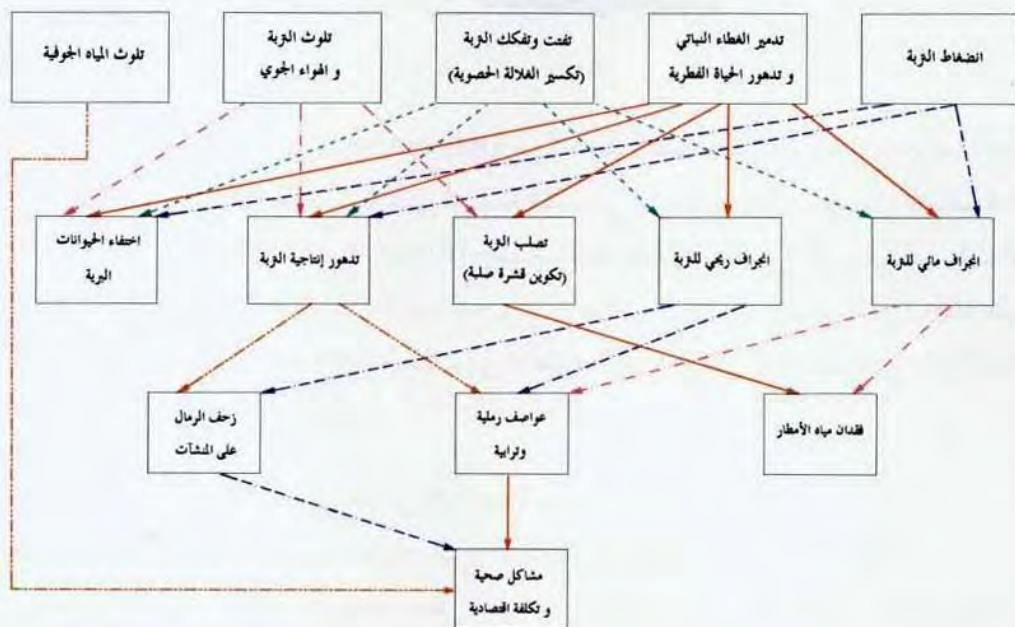 انضغاط التربة
تدمير الغطاء النباتي
و تدهور الحياة الفطرية
تفتت وتفكك التربة
(تكسير الغلالة الحصوية)
تلوث التربة
و الهواء الجوي
تلوث المياه الجوفية
انجراف مائي للتربة
انجراف ريحي للتربة
تصلب التربة
(تكوين قشرة صلبة)
تدهور إنتاجية التربة
اختفاء الحيوانات
البرية
فقدان مياه الأمطار
عواصف رملية
وترابية
زحف الرمال
على المنشآت
مشاكل صحية
و تكلفة اقتصادية